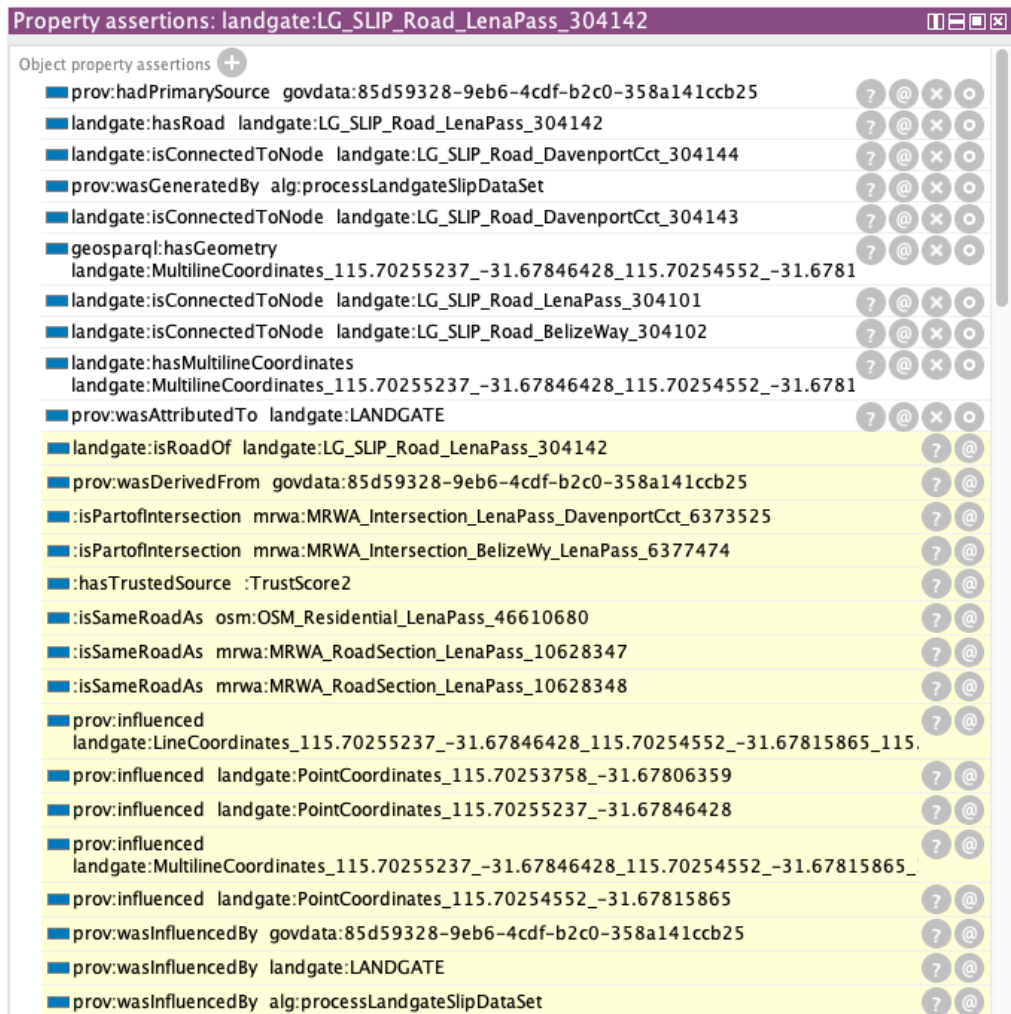 Property assertions: landgate:LG_SLIP_Road_LenaPass_304142
Object property assertions
prov:hadPrimarySource govdata:85d59328-9eb6-4cdf-b2c0-358a141ccb25
landgate:hasRoad landgate:LG_SLIP_Road_LenaPass_304142
landgate:isConnectedToNode landgate:LG_SLIP_Road_DavenportCct_304144
prov:wasGeneratedBy alg:processLandgateSlipDataSet
landgate:isConnectedToNode landgate:LG_SLIP_Road_DavenportCct_304143
geosparql:hasGeometry
landgate:MultilineCoordinates_115.70255237_-31.67846428_115.70254552_-31.6781
landgate:isConnectedToNode landgate:LG_SLIP_Road_LenaPass_304101
landgate:isConnectedToNode landgate:LG_SLIP_Road_BelizeWay_304102
landgate:hasMultilineCoordinates
landgate:MultilineCoordinates_115.70255237_-31.67846428_115.70254552_-31.6781
prov:wasAttributedTo landgate:LANDGATE
landgate:isRoadOf landgate:LG_SLIP_Road_LenaPass_304142
prov:wasDerivedFrom govdata:85d59328-9eb6-4cdf-b2c0-358a141ccb25
:isPartofIntersection mrwa:MRWA_Intersection_LenaPass_DavenportCct_6373525
:isPartofIntersection mrwa:MRWA_Intersection_BelizeWy_LenaPass_6377474
:hasTrustedSource :TrustScore2
:isSameRoadAs osm:OSM_Residential_LenaPass_46610680
:isSameRoadAs mrwa:MRWA_RoadSection_LenaPass_10628347
:isSameRoadAs mrwa:MRWA_RoadSection_LenaPass_10628348
prov:influenced
landgate:LineCoordinates_115.70255237_-31.67846428_115.70254552_-31.67815865_115.
prov:influenced landgate:PointCoordinates_115.70253758_-31.67806359
prov:influenced landgate:PointCoordinates_115.70255237_-31.67846428
prov:influenced
landgate:MultilineCoordinates_115.70255237_-31.67846428_115.70254552_-31.67815865_
prov:influenced landgate:PointCoordinates_115.70254552_-31.67815865
prov:wasInfluencedBy govdata:85d59328-9eb6-4cdf-b2c0-358a141ccb25
prov:wasInfluencedBy landgate:LANDGATE
prov:wasInfluencedBy alg:processLandgateSlipDataSet